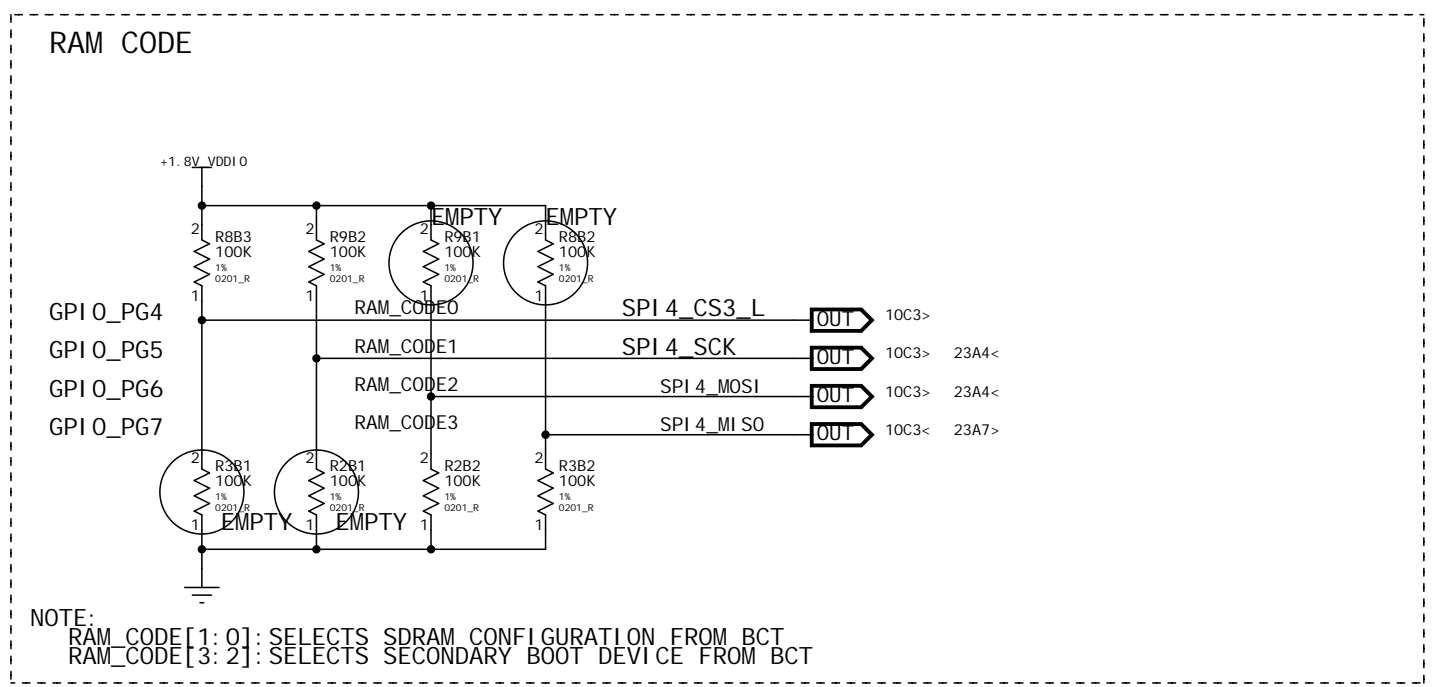 RAM CODE
+1.8V_VDDIO
EMPTY EMPTY
2 R8B3 2 R9B2 2 R9B1 2 R8B2
100K 100K 100K 100K
1% 1% 1% 1%
0201_R 0201_R 0201_R 0201_R
1 1 1 1
GPIO_PG4 RAM_CODE0 SPI4_CS3_L OUT 10C3>
GPIO_PG5 RAM_CODE1 SPI4_SCK OUT 10C3> 23A4<
GPIO_PG6 RAM_CODE2 SPI4_MOSI OUT 10C3> 23A4<
GPIO_PG7 RAM_CODE3 SPI4_MISO OUT 10C3< 23A7>
2 R3B1 2 R2B1 2 R2B2 2 R3B2
100K 100K 100K 100K
1% 1% 1% 1%
0201_R 0201_R 0201_R 0201_R
1 EMPTY 1 EMPTY 1 1
NOTE:
RAM_CODE[1:0]:SELECTS SDRAM CONFIGURATION FROM BCT
RAM_CODE[3:2]:SELECTS SECONDARY BOOT DEVICE FROM BCT